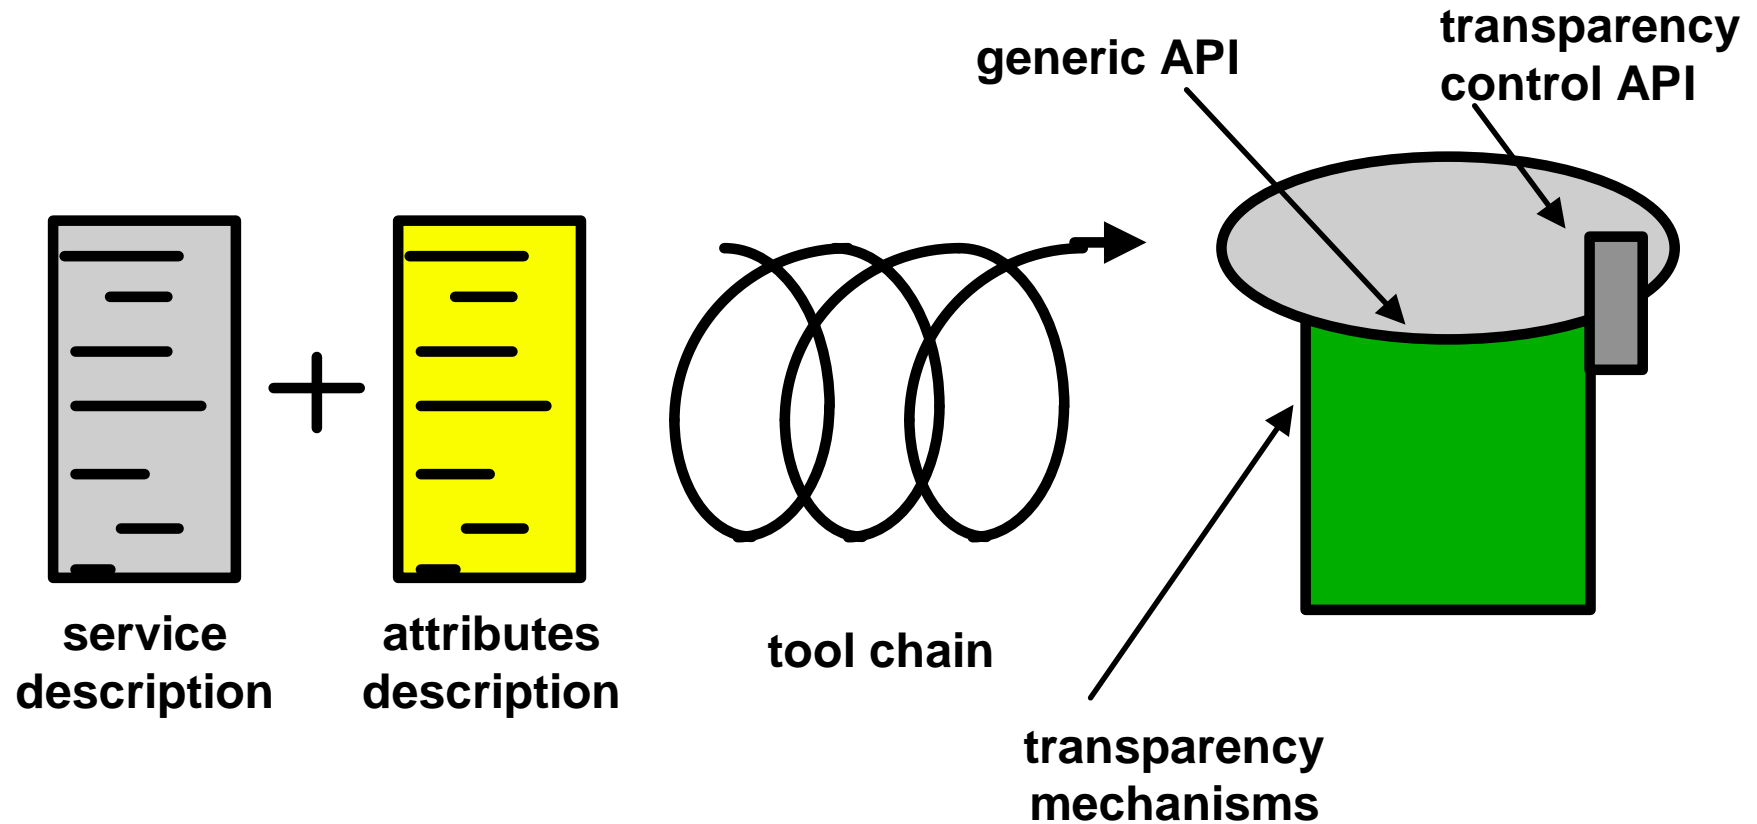 generic API
transparency
control API
service
description
attributes
description
tool chain
transparency
mechanisms